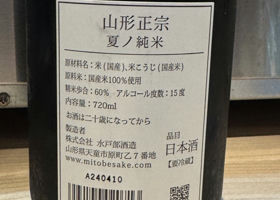 山形正宗
夏ノ純米
原材料名：米（国産）、米こうじ（国産米）
原料米：国産米100％使用
精米歩合：60％　アルコール度数：15度
内容量：720ml
お酒は二十歳になってから
製造者
株式会社　水戸部酒造
山形県天童市原町乙7番地
www.mitobesake.com
品目
日本酒
【要冷蔵】
A240410